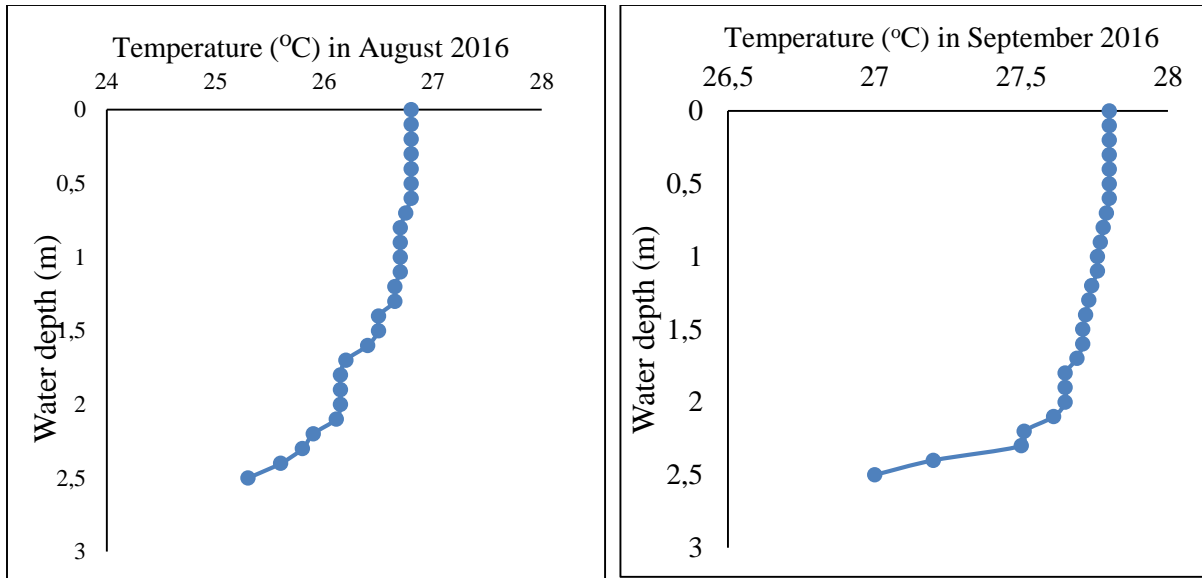 Temperature (ᴼC) in August 2016
24 25 26 27 28
0
0,5
1
1,5
2
2,5
3
Water depth (m)
Temperature (ᵒC) in September 2016
26,5 27 27,5 28
0
0,5
1
1,5
2
2,5
3
Water depth (m)